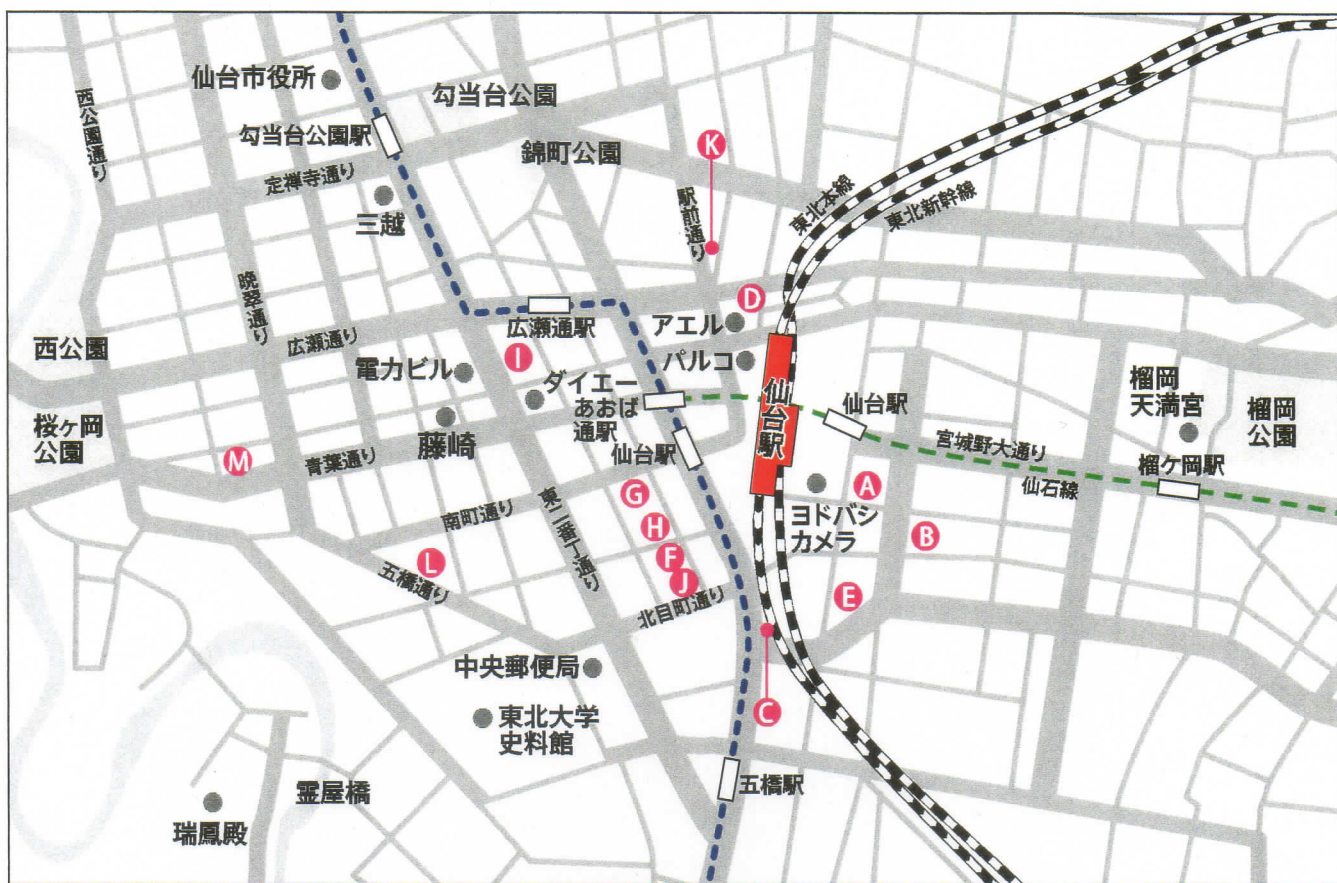 仙台市役所
勾当台公園
西公園通り
勾当台公園駅
錦町公園
K
定禅寺通り
三越
駅前通り
東北本線
東北新幹線
晩翠通り
D
広瀬通駅
アエル
西公園
広瀬通り
I
パルコ
電力ビル
ダイエー
あおば
通駅
仙台駅
仙台駅
榴岡
天満宮
榴岡
公園
桜ヶ岡
公園
藤崎
仙台駅
宮城野大通り
榴ケ岡駅
M
青葉通り
仙石線
G
A
ヨドバシ
カメラ
南町通り
東二番丁通り
H
B
L
F
五橋通り
J
E
北目町通り
中央郵便局
C
東北大学
史料館
五橋駅
霊屋橋
瑞鳳殿